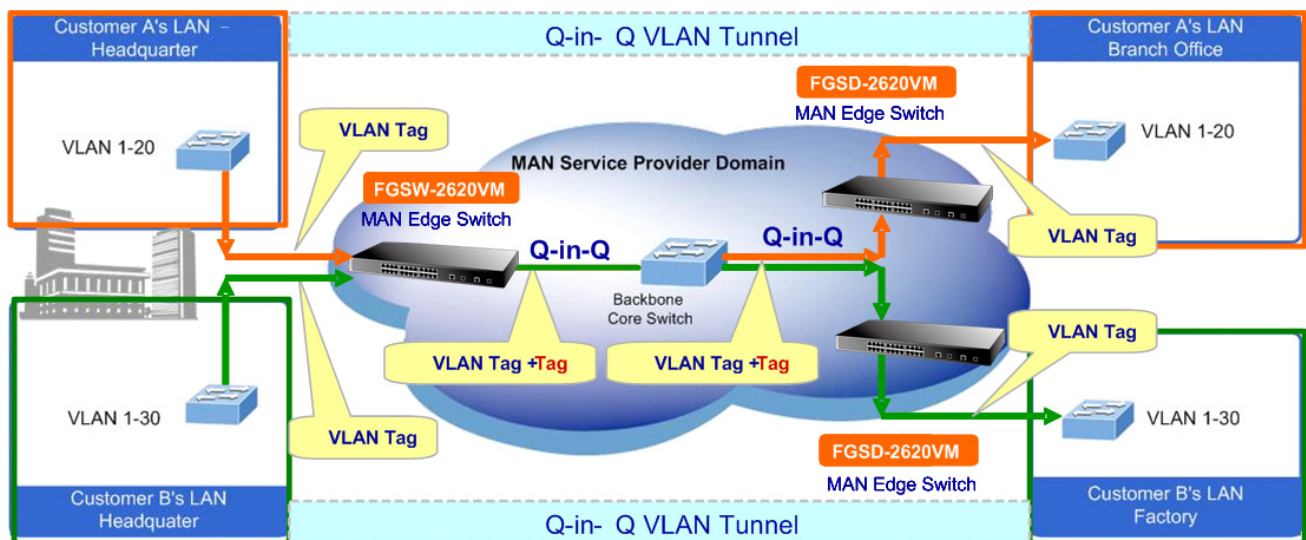 Customer A's LAN –
Headquarter
Q-in- Q VLAN Tunnel
Customer A's LAN
Branch Office
FGSD-2620VM
MAN Edge Switch
VLAN Tag
VLAN 1-20
VLAN 1-20
MAN Service Provider Domain
FGSW-2620VM
MAN Edge Switch
Q-in-Q
Q-in-Q
VLAN Tag
Backbone
Core Switch
VLAN Tag
VLAN Tag +Tag
VLAN Tag +Tag
VLAN 1-30
VLAN 1-30
VLAN Tag
FGSD-2620VM
MAN Edge Switch
Customer B's LAN
Headquater
Q-in- Q VLAN Tunnel
Customer B's LAN
Factory